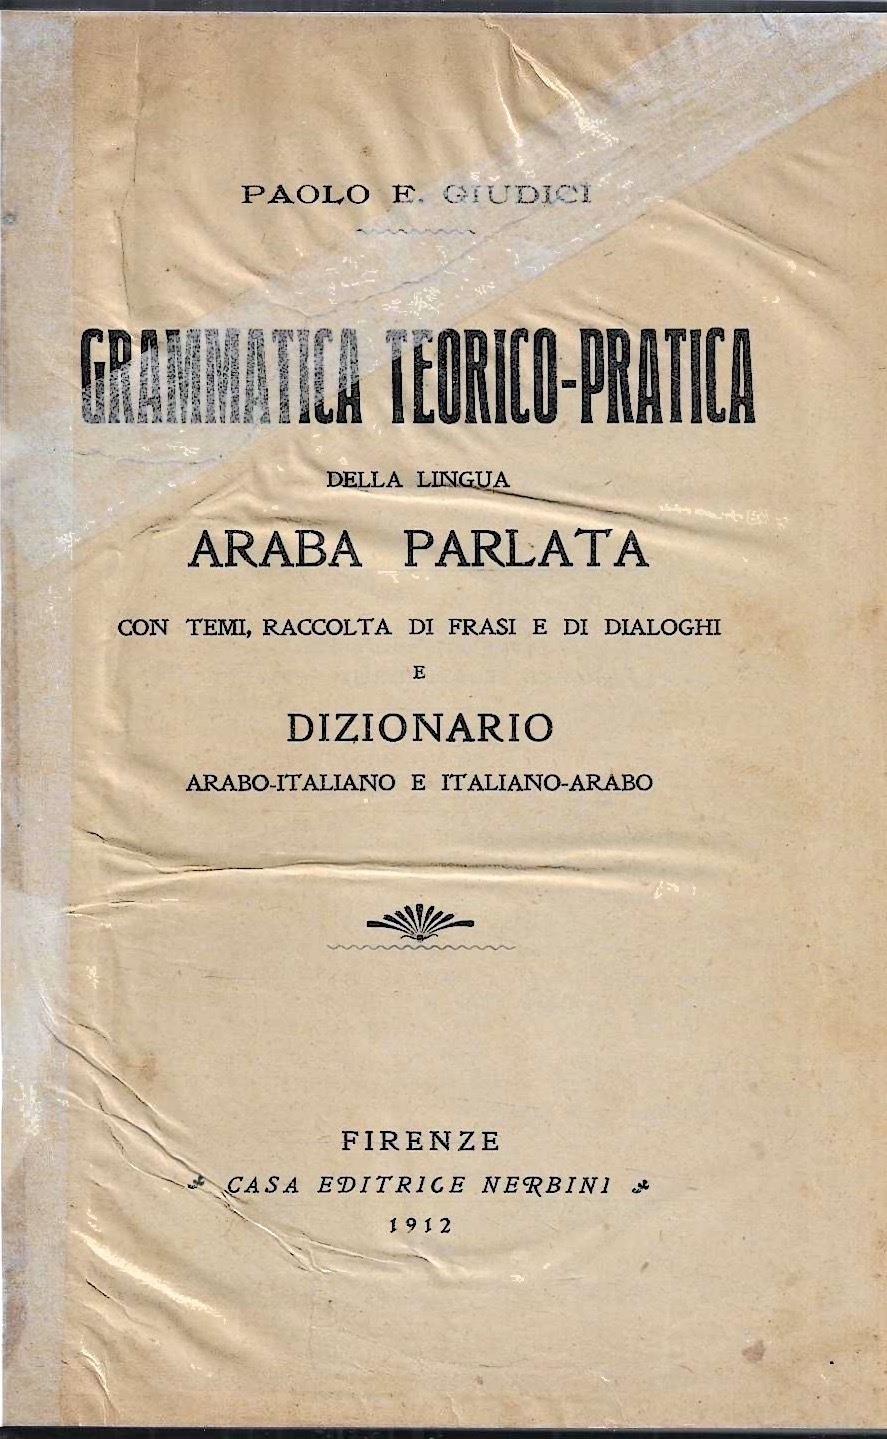 PAOLO E. GIUDICI
GRAMMATICA TEORICO-PRATICA
DELLA LINGUA
ARABA PARLATA
CON TEMI, RACCOLTA DI FRASI E DI DIALOGHI
E
DIZIONARIO
ARABO-ITALIANO E ITALIANO-ARABO
FIRENZE
CASA EDITRICE NERBINI
1912